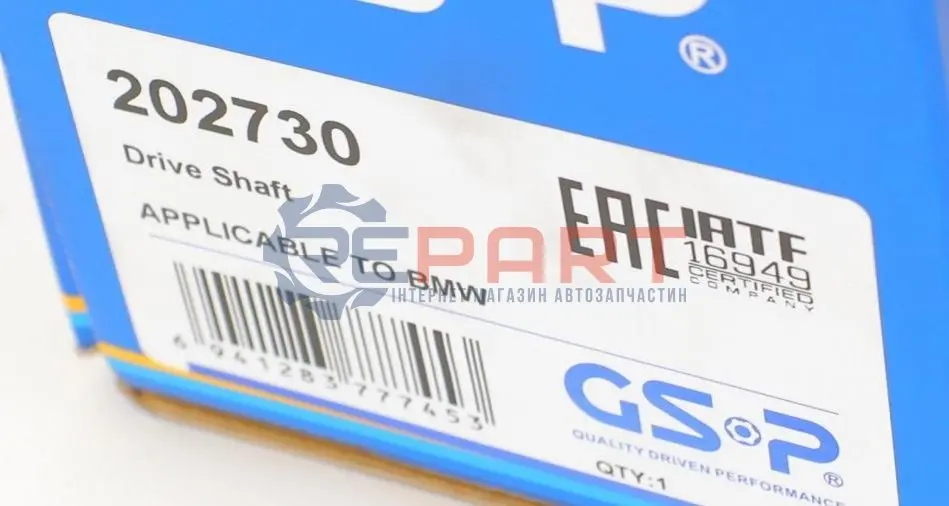 S P ®
202730
Drive Shaft
APPLICABLE TO BMW
EAC
IATF
16949
CERTIFIED
COMPANY
REPART
ІНТЕРНЕТ МАГАЗИН АВТОЗАПЧАСТИН
6 941283 777453
GSP ®
QUALITY DRIVEN PERFORMANCE
QTY:1